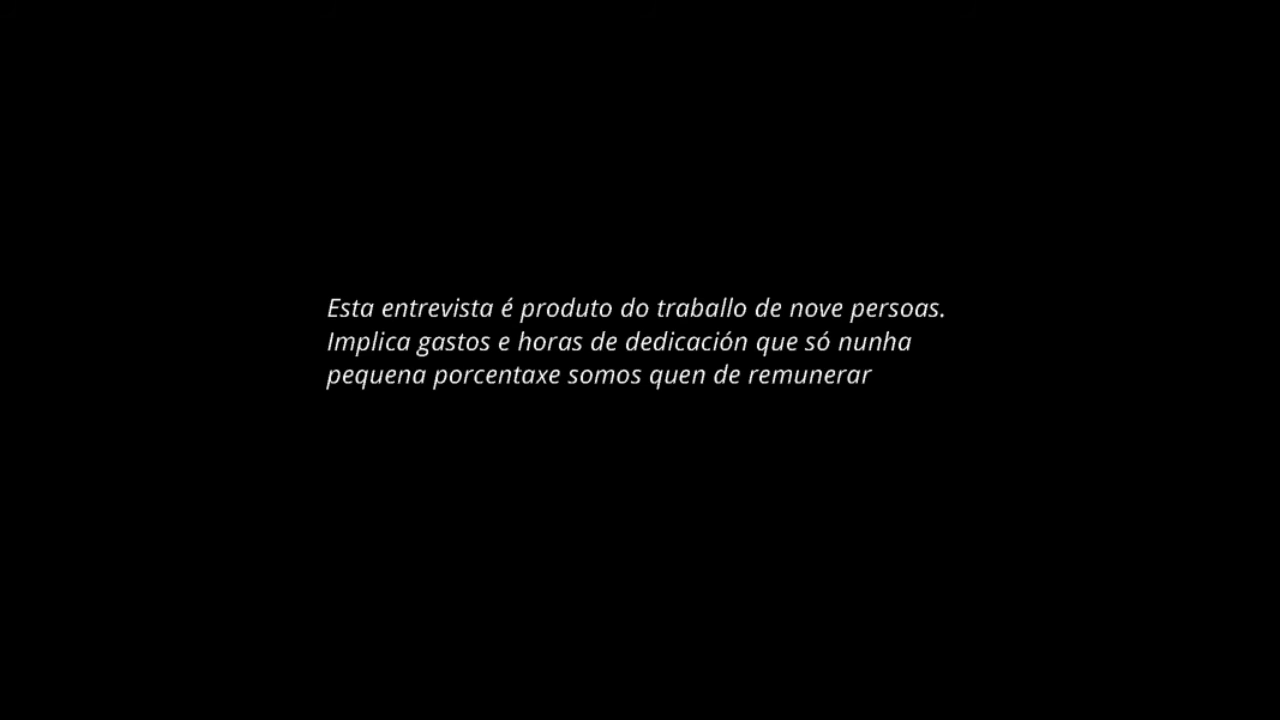 Esta entrevista é produto do traballo de nove persoas.
Implica gastos e horas de dedicación que só nunha
pequena porcentaxe somos quen de remunerar